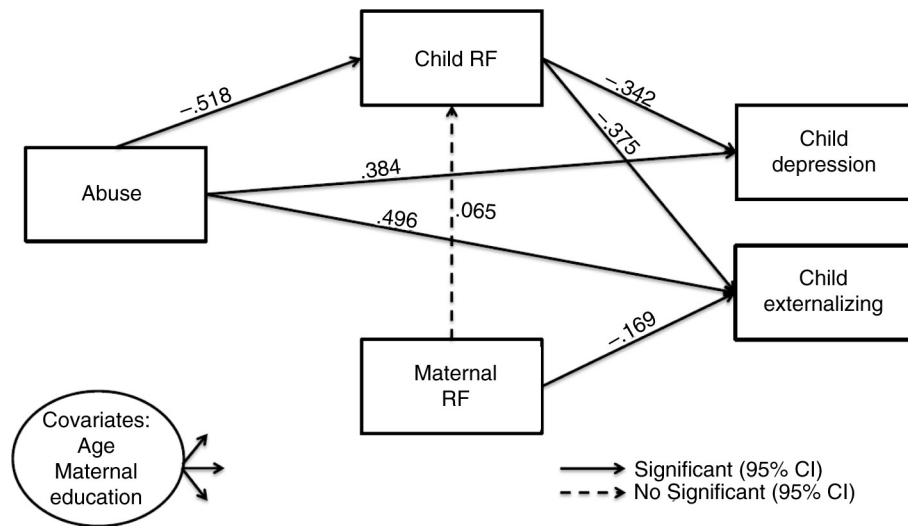 Child RF
–.518
–.342
–.375
Child
depression
Abuse
.384
.065
.496
Child
externalizing
–.169
Maternal
RF
Covariates:
Age
Maternal
education
Significant (95% CI)
No Significant (95% CI)